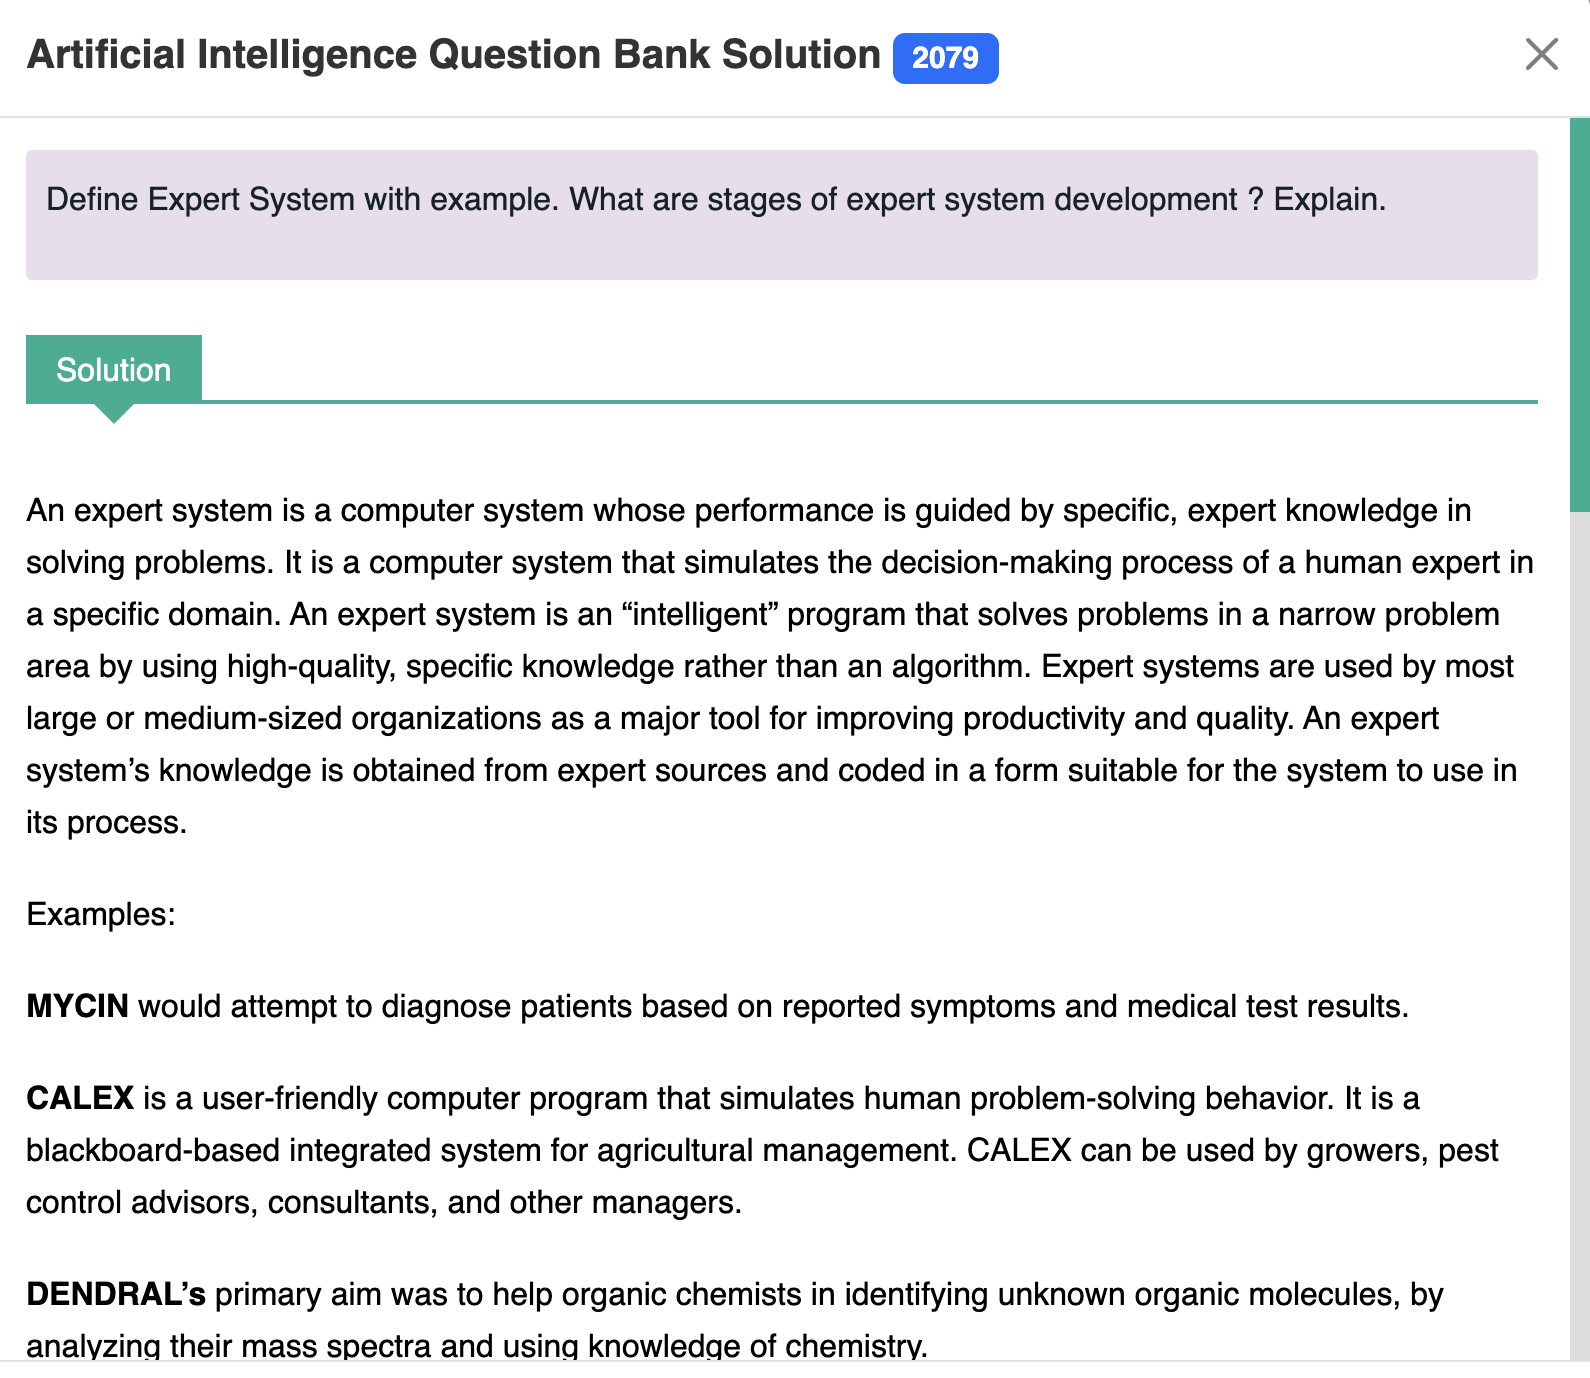 Artificial Intelligence Question Bank Solution 2079
Define Expert System with example. What are stages of expert system development ? Explain.
Solution
An expert system is a computer system whose performance is guided by specific, expert knowledge in
solving problems. It is a computer system that simulates the decision-making process of a human expert in
a specific domain. An expert system is an “intelligent” program that solves problems in a narrow problem
area by using high-quality, specific knowledge rather than an algorithm. Expert systems are used by most
large or medium-sized organizations as a major tool for improving productivity and quality. An expert
system’s knowledge is obtained from expert sources and coded in a form suitable for the system to use in
its process.
Examples:
MYCIN would attempt to diagnose patients based on reported symptoms and medical test results.
CALEX is a user-friendly computer program that simulates human problem-solving behavior. It is a
blackboard-based integrated system for agricultural management. CALEX can be used by growers, pest
control advisors, consultants, and other managers.
DENDRAL’s primary aim was to help organic chemists in identifying unknown organic molecules, by
analyzing their mass spectra and using knowledge of chemistry.